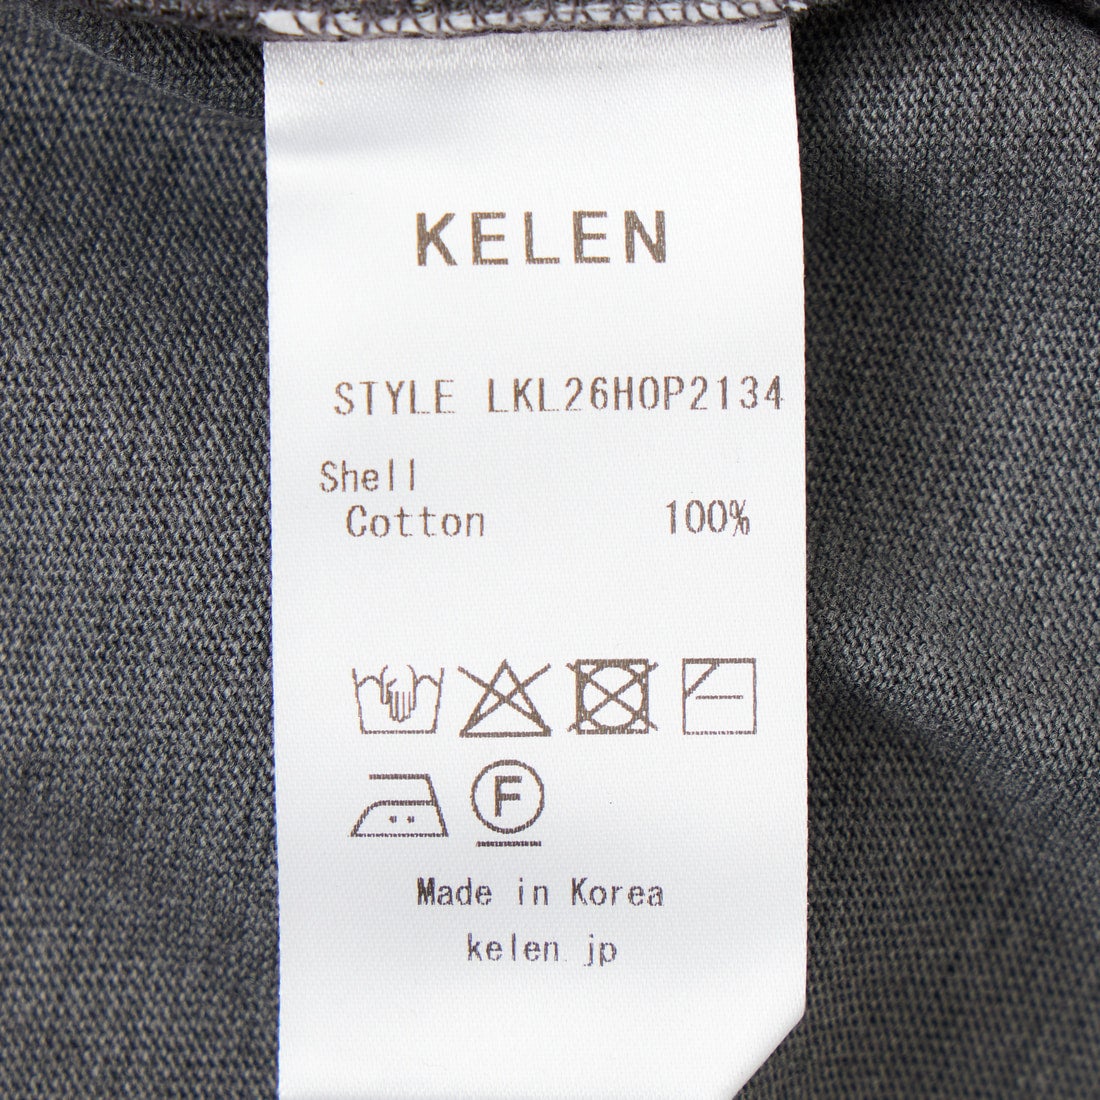 KELEN
STYLE LKL26HOP2134
Shell
Cotton 100%
F
Made in Korea
kelen.jp